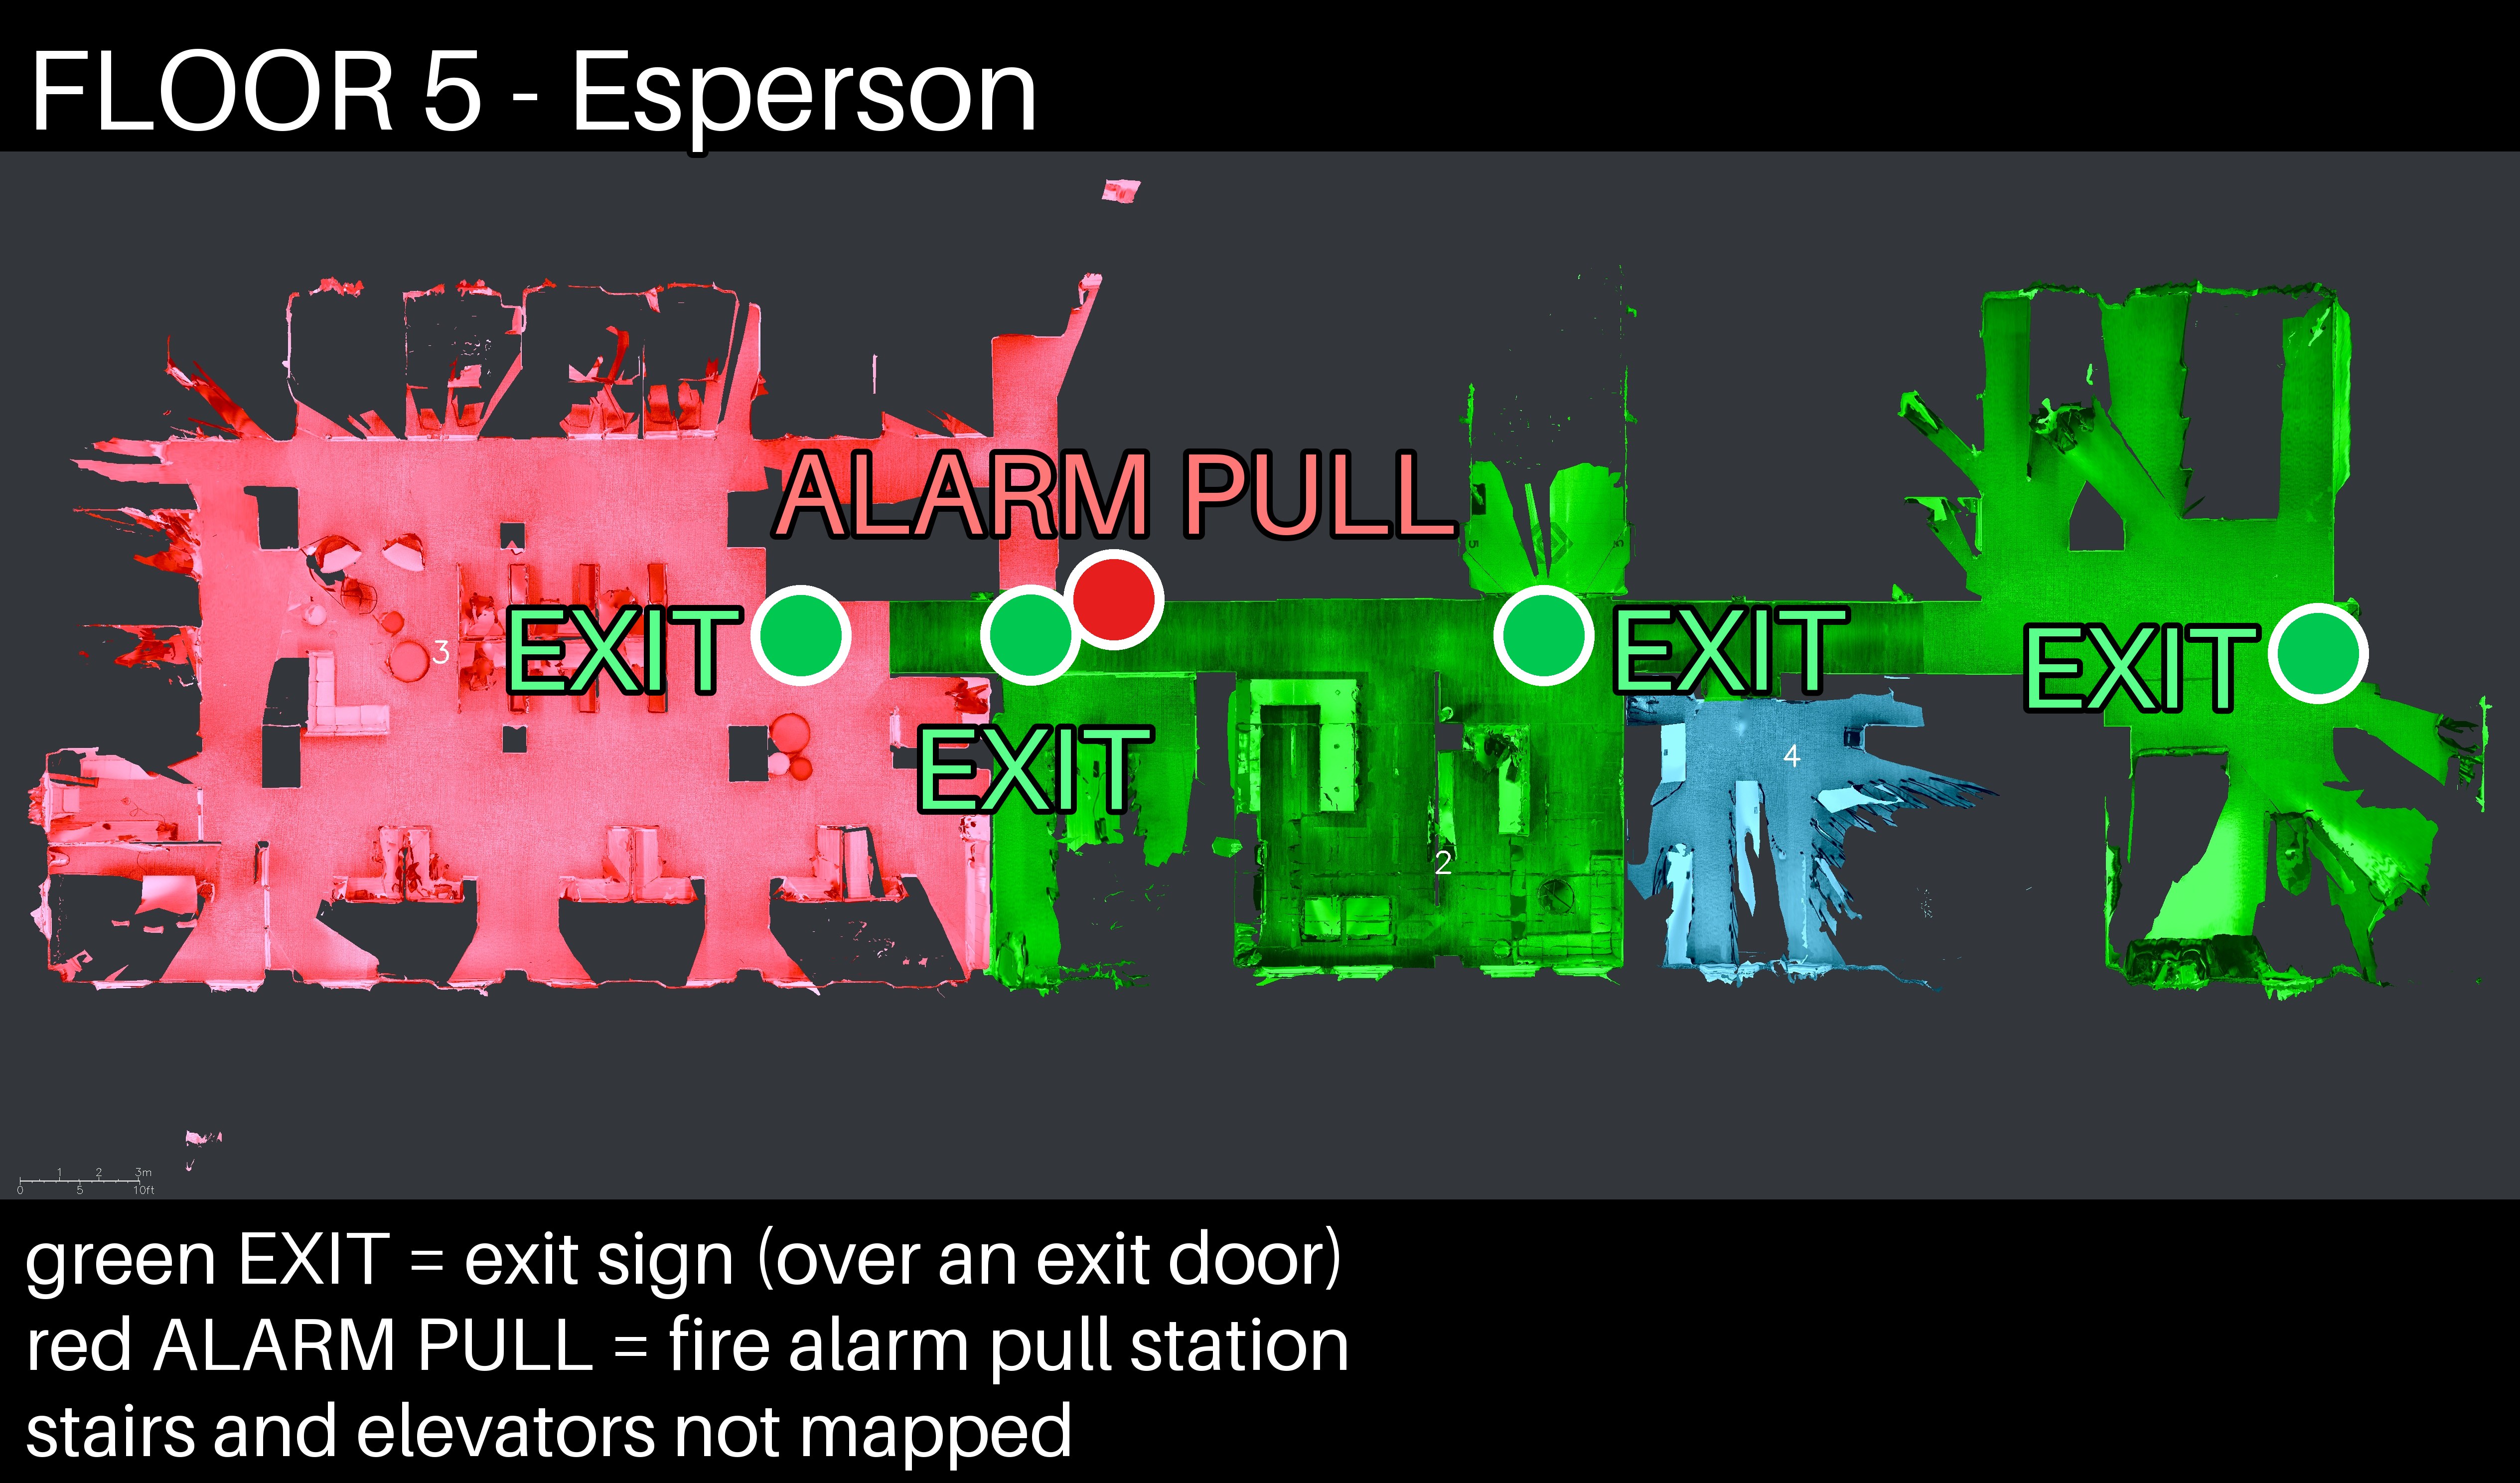 FLOOR 5 - Esperson
ALARM PULL
EXIT
EXIT
EXIT
3
EXIT
4
2
1 2 3m
0 5 10ft
green EXIT = exit sign (over an exit door)
red ALARM PULL = fire alarm pull station
stairs and elevators not mapped